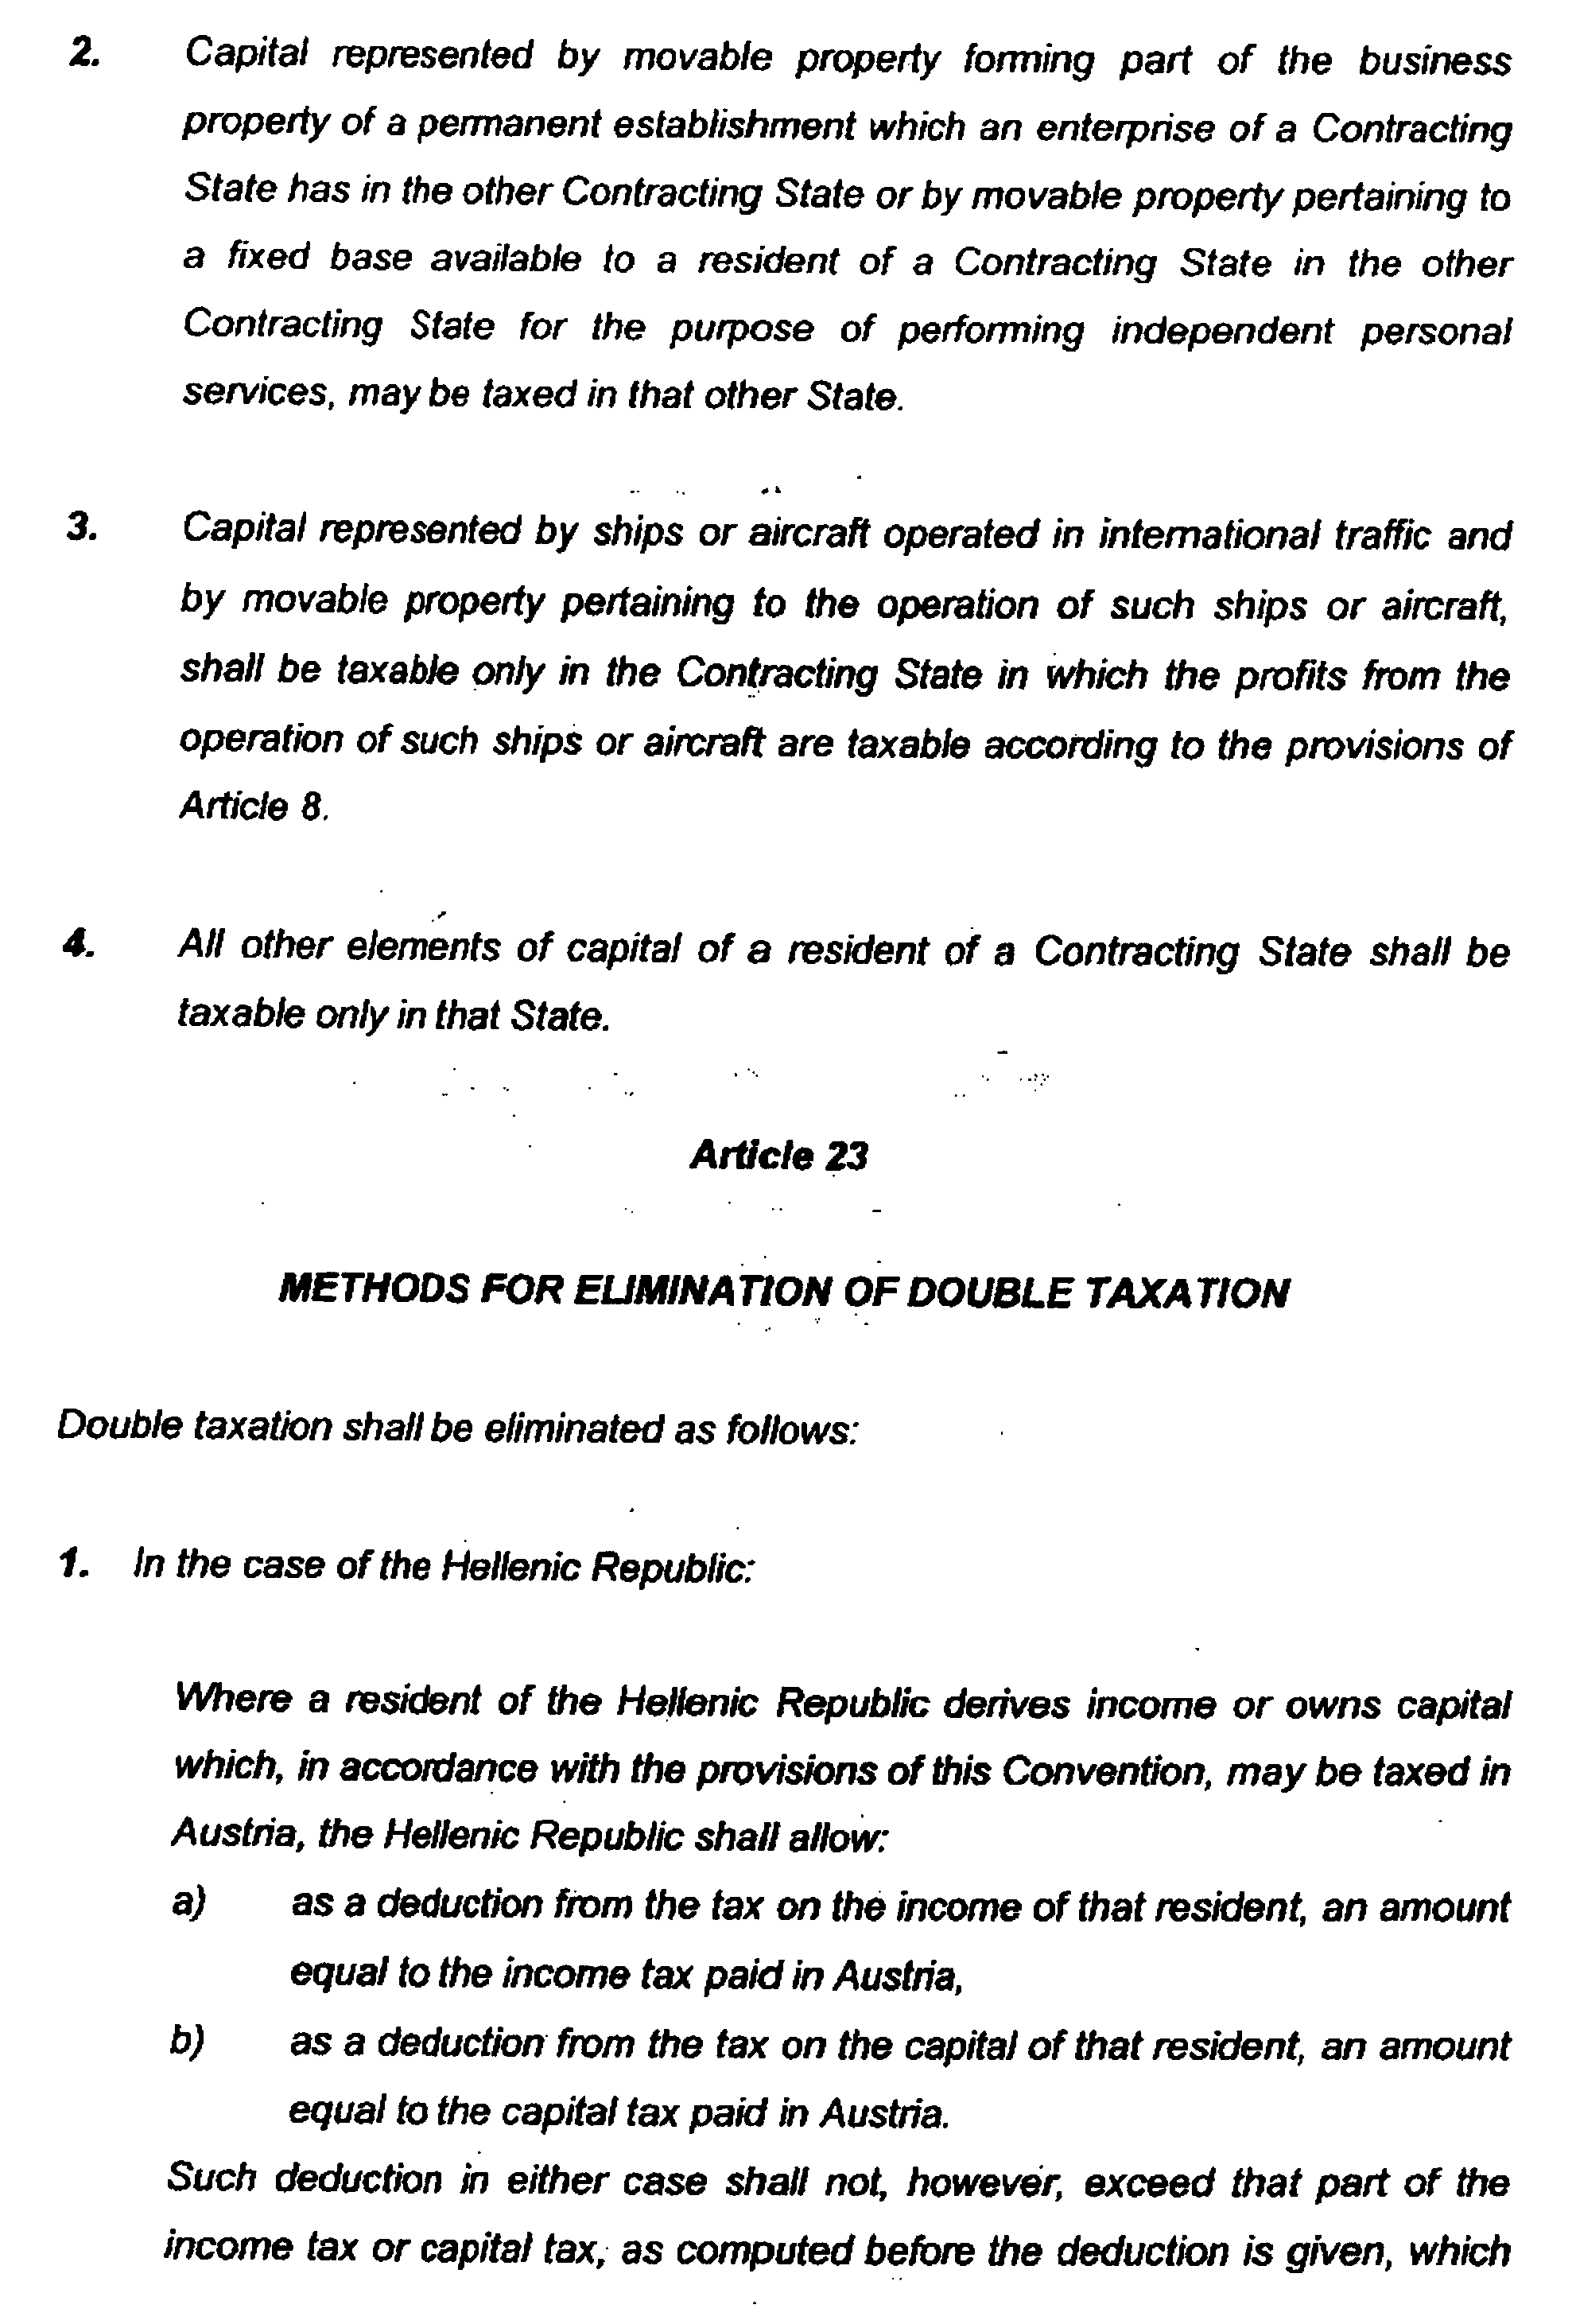 2. Capital represented by movable property forming part of the business
property of a permanent establishment which an enterprise of a Contracting
State has in the other Contracting State or by movable property pertaining to
a fixed base available to a resident of a Contracting State in the other
Contracting State for the purpose of performing independent personal
services, may be taxed in that other State.
3. Capital represented by ships or aircraft operated in international traffic and
by movable property pertaining to the operation of such ships or aircraft,
shall be taxable only in the Contracting State in which the profits from the
operation of such ships or aircraft are taxable according to the provisions of
Article 8.
4. All other elements of capital of a resident of a Contracting State shall be
taxable only in that State.
Article 23
METHODS FOR ELIMINATION OF DOUBLE TAXATION
Double taxation shall be eliminated as follows:
1. In the case of the Hellenic Republic:
Where a resident of the Hellenic Republic derives income or owns capital
which, in accordance with the provisions of this Convention, may be taxed in
Austria, the Hellenic Republic shall allow:
a) as a deduction from the tax on the income of that resident, an amount
equal to the income tax paid in Austria,
b) as a deduction from the tax on the capital of that resident, an amount
equal to the capital tax paid in Austria.
Such deduction in either case shall not, however, exceed that part of the
income tax or capital tax, as computed before the deduction is given, which